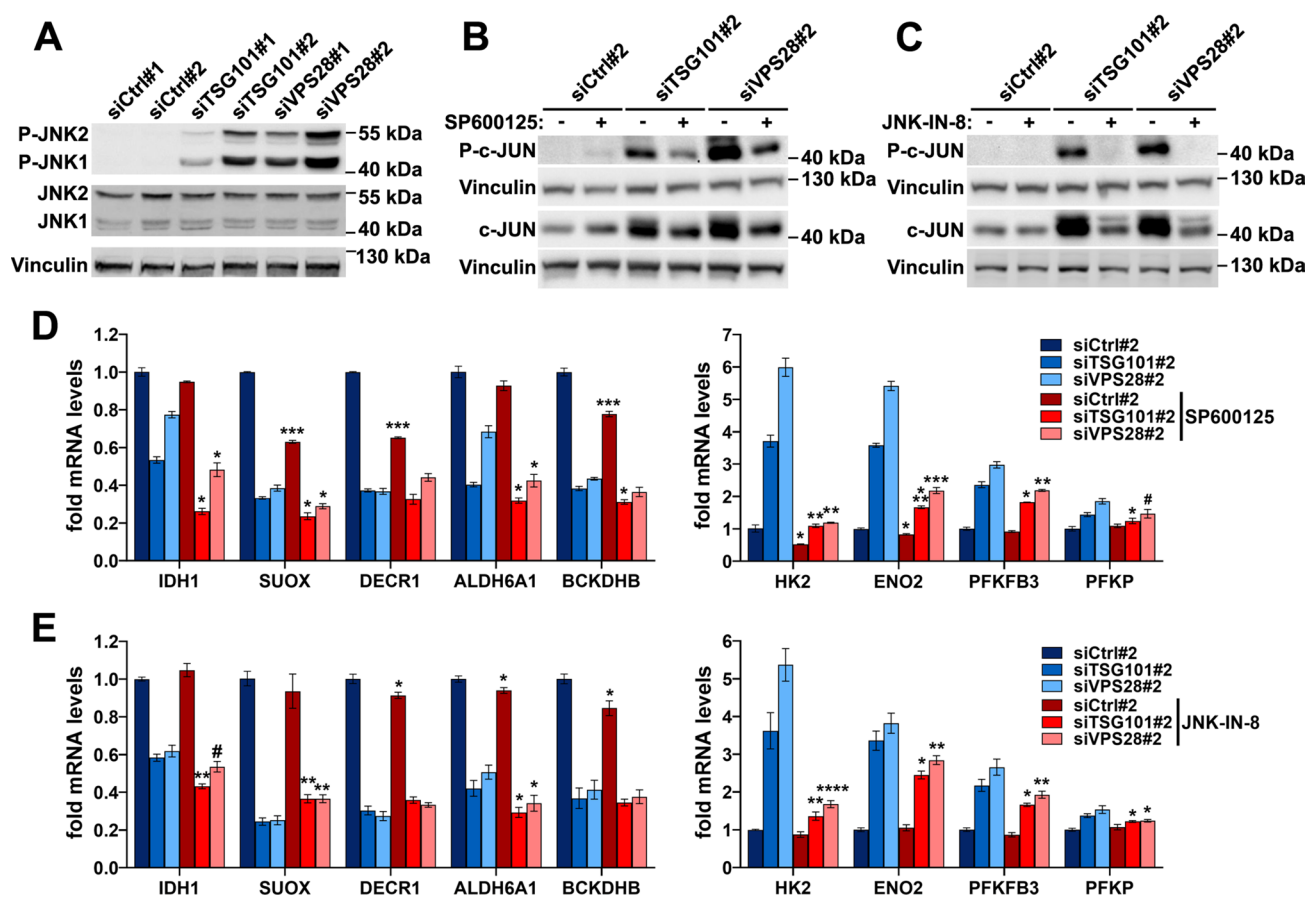 A
siCtrl#1
siCtrl#2
siTSG101#1
siTSG101#2
siVPS28#1
siVPS28#2
P-JNK2
55 kDa
P-JNK1
40 kDa
JNK2
55 kDa
JNK1
40 kDa
130 kDa
Vinculin
B
siCtrl#2
siTSG101#2
siVPS28#2
SP600125: - + - + - +
P-c-JUN
40 kDa
130 kDa
Vinculin
c-JUN
40 kDa
Vinculin
130 kDa
C
siCtrl#2
siTSG101#2
siVPS28#2
JNK-IN-8: - + - + - +
P-c-JUN
40 kDa
130 kDa
Vinculin
c-JUN
40 kDa
Vinculin
130 kDa
D
fold mRNA levels
1.2
1.0
0.8
0.6
0.4
0.2
0.0
* * *** * * *** * * *** *
IDH1 SUOX DECR1 ALDH6A1 BCKDHB
fold mRNA levels
7
6
5
4
3
2
1
0
* ** ** * * ** *** * ** * #
HK2 ENO2 PFKFB3 PFKP
siCtrl#2
siTSG101#2
siVPS28#2
siCtrl#2
siTSG101#2
siVPS28#2
SP600125
E
fold mRNA levels
1.2
1.0
0.8
0.6
0.4
0.2
0.0
** # ** ** * * * * *
IDH1 SUOX DECR1 ALDH6A1 BCKDHB
fold mRNA levels
6
5
4
3
2
1
0
** **** * ** * ** * *
HK2 ENO2 PFKFB3 PFKP
siCtrl#2
siTSG101#2
siVPS28#2
siCtrl#2
siTSG101#2
siVPS28#2
JNK-IN-8